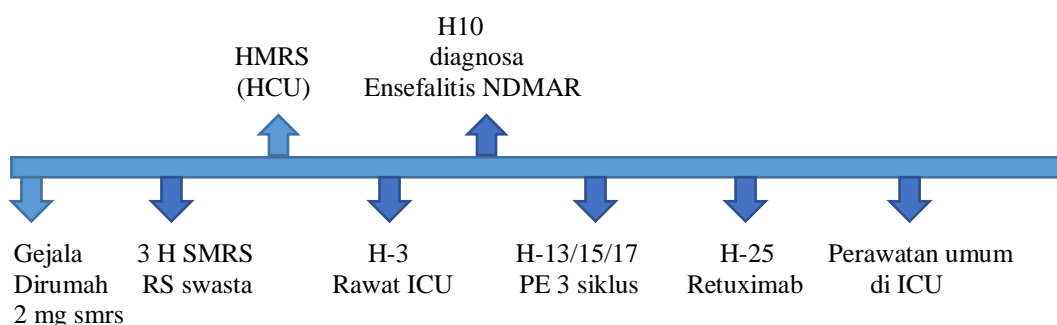 H10
diagnosa
Ensefalitis NDMAR
HMRS
(HCU)
Gejala
Dirumah
2 mg smrs
3 H SMRS
RS swasta
H-3
Rawat ICU
H-13/15/17
PE 3 siklus
H-25
Retuximab
Perawatan umum
di ICU